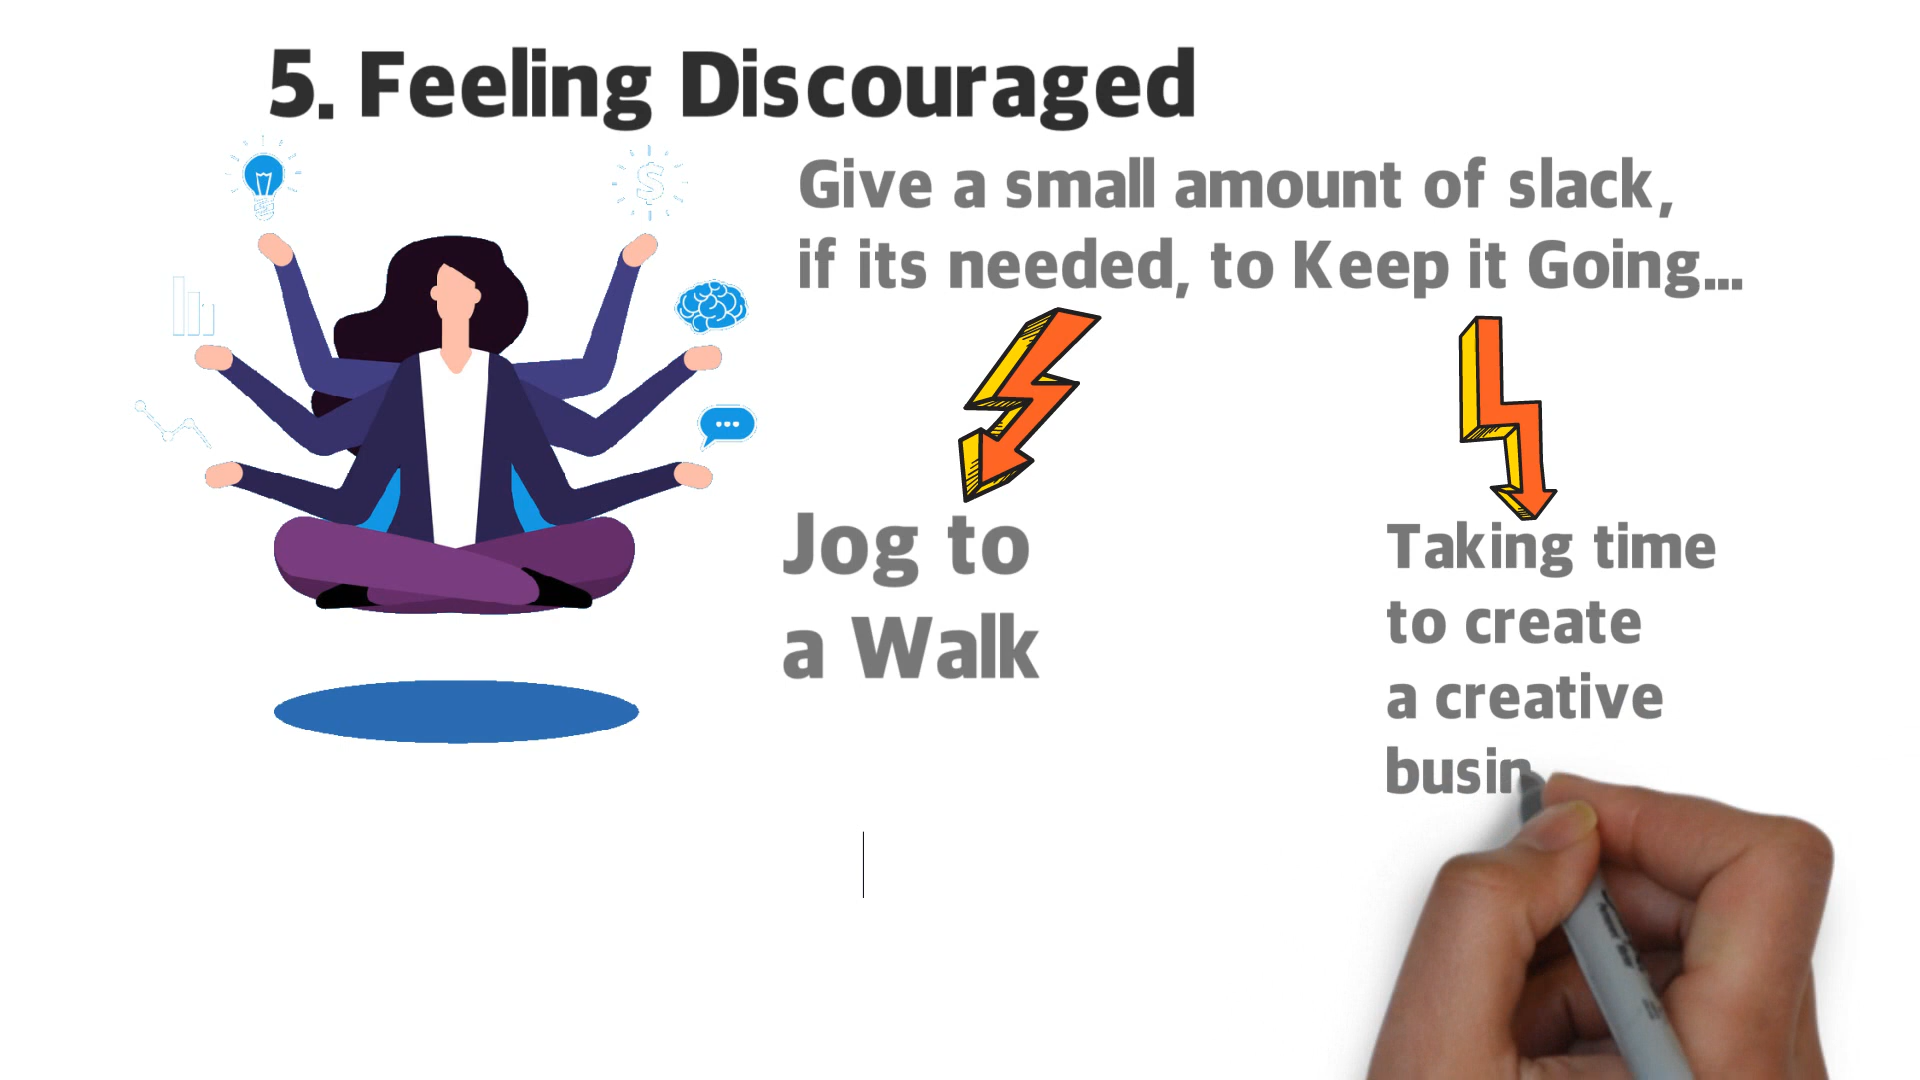 5. Feeling Discouraged
Give a small amount of slack,
if its needed, to Keep it Going...
Jog to
a Walk
Taking time
to create
a creative
busin